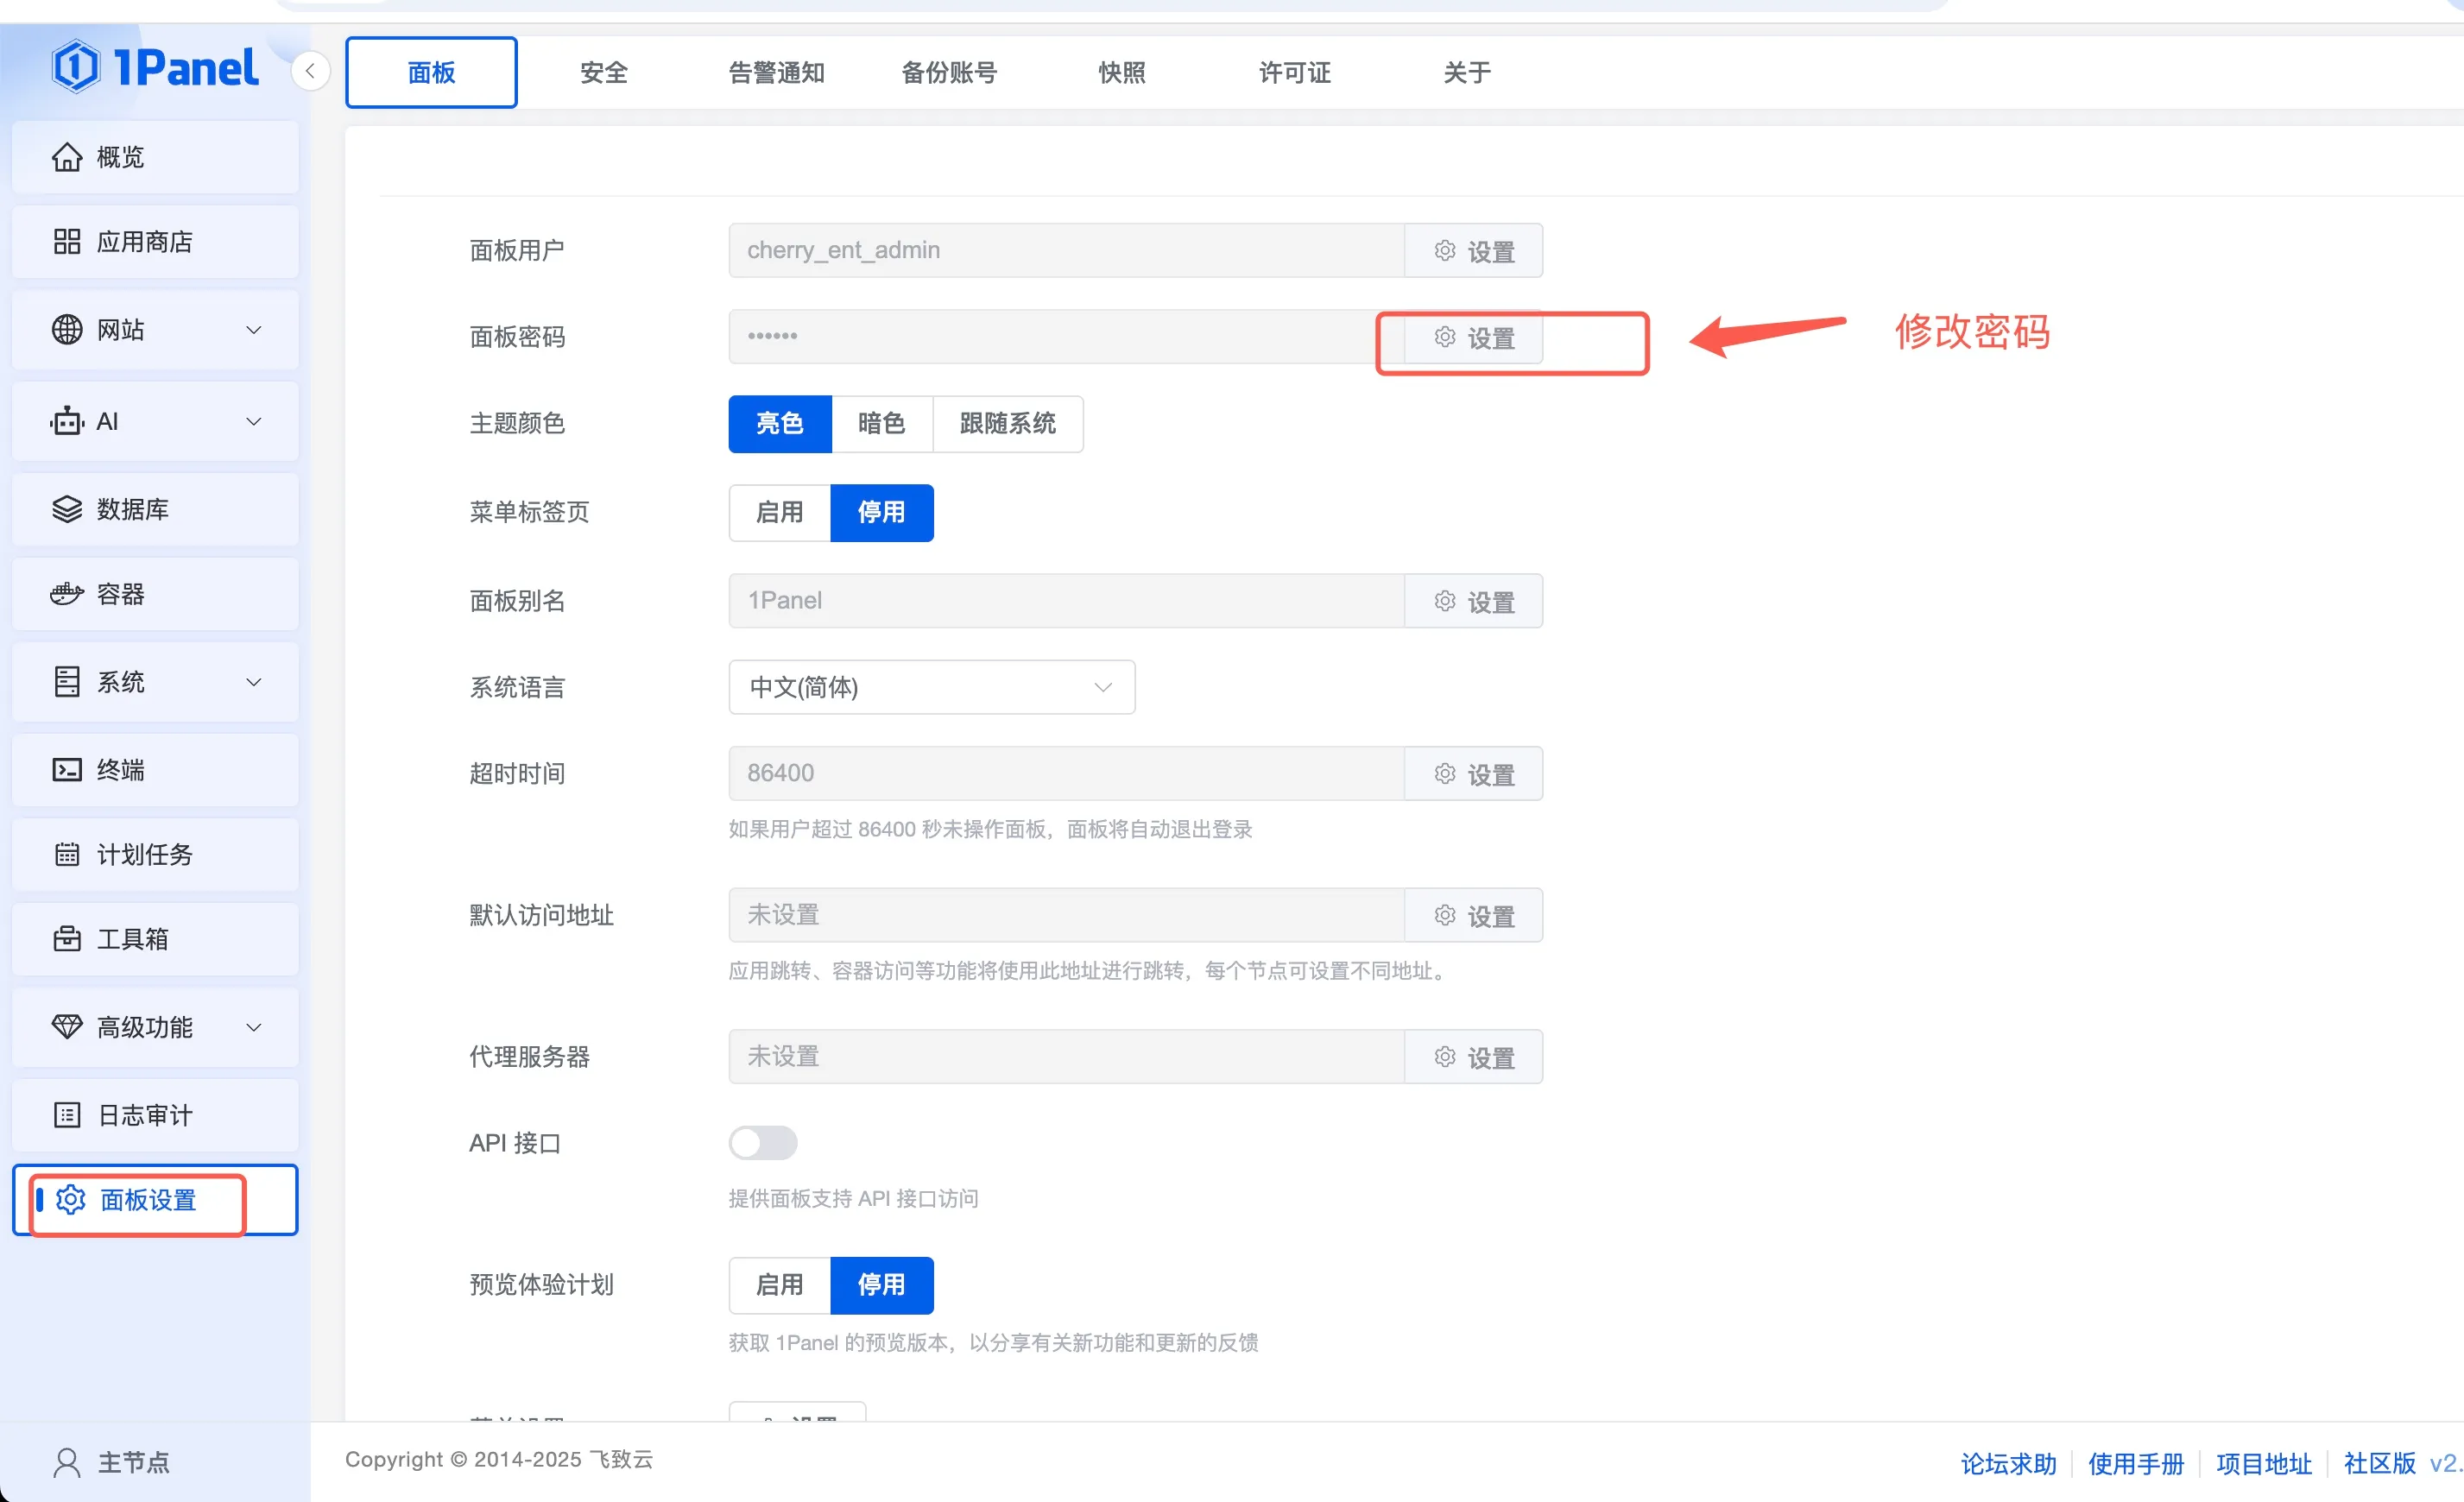 1Panel
概览
应用商店
网站
AI
数据库
容器
系统
终端
计划任务
工具箱
高级功能
日志审计
面板设置
主节点
面板 安全 告警通知 备份账号 快照 许可证 关于
面板用户 cherry_ent_admin 设置
面板密码 •••••• 设置
修改密码
主题颜色 亮色 暗色 跟随系统
菜单标签页 启用 停用
面板别名 1Panel 设置
系统语言 中文(简体)
超时时间 86400 设置
如果用户超过 86400 秒未操作面板，面板将自动退出登录
默认访问地址 未设置 设置
应用跳转、容器访问等功能将使用此地址进行跳转，每个节点可设置不同地址。
代理服务器 未设置 设置
API 接口
提供面板支持 API 接口访问
预览体验计划 启用 停用
获取 1Panel 的预览版本，以分享有关新功能和更新的反馈
Copyright © 2014-2025 飞致云
论坛求助 使用手册 项目地址 社区版 v2.